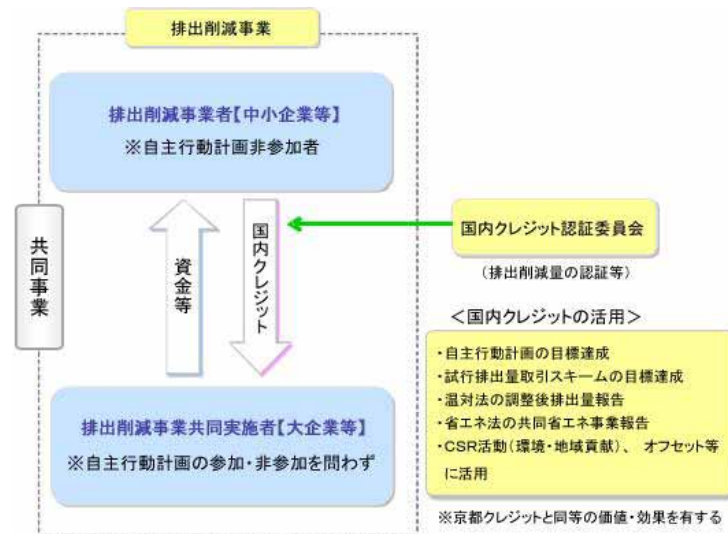 排出削減事業
排出削減事業者【中小企業等】
※自主行動計画非参加者
共同事業
資金等
国内クレジット
国内クレジット認証委員会
(排出削減量の認証等)
<国内クレジットの活用>
・自主行動計画の目標達成
・試行排出量取引スキームの目標達成
・温対法の調整後排出量報告
・省エネ法の共同省エネ事業報告
・CSR活動(環境・地域貢献)、オフセット等
に活用
※京都クレジットと同等の価値・効果を有する
排出削減事業共同実施者【大企業等】
※自主行動計画の参加・非参加を問わず